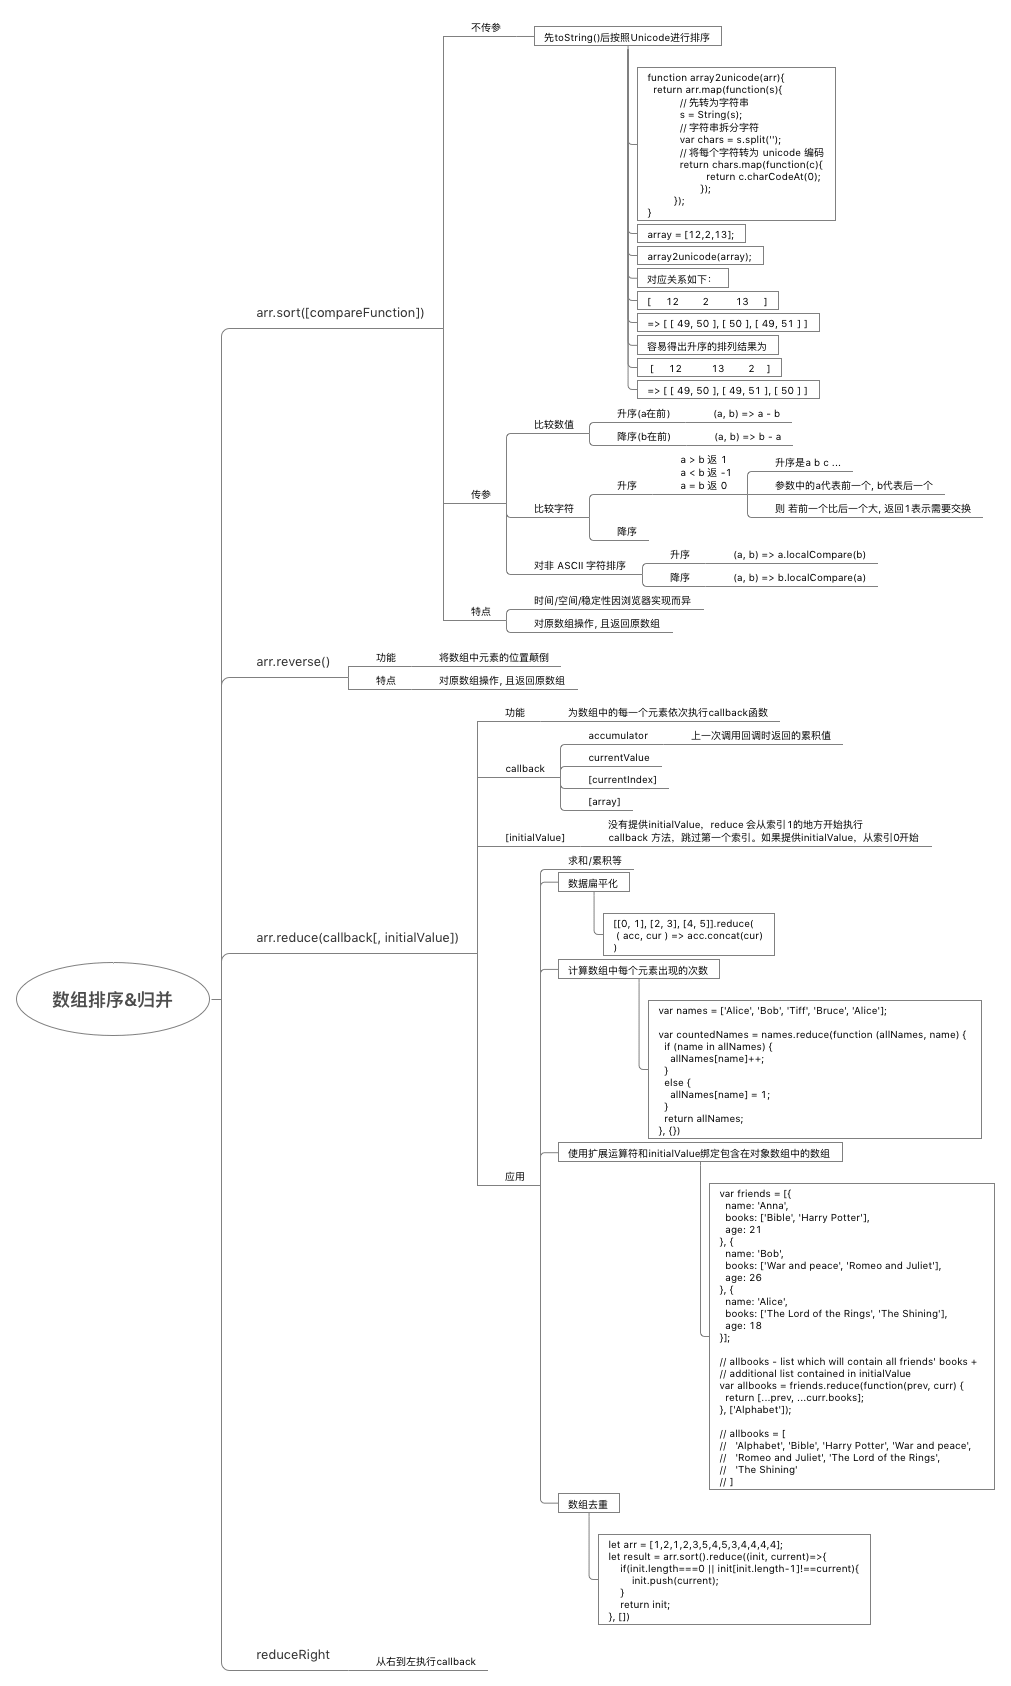 数组排序&归并
arr.sort([compareFunction])
不传参
先toString()后按照Unicode进行排序
function array2unicode(arr){
return arr.map(function(s){
// 先转为字符串
s = String(s);
// 字符串拆分字符
var chars = s.split('');
// 将每个字符转为 unicode 编码
return chars.map(function(c){
return c.charCodeAt(0);
});
});
}
array = [12,2,13];
array2unicode(array);
对应关系如下：
[ 12 2 13 ]
=> [ [ 49, 50 ], [ 50 ], [ 49, 51 ] ]
容易得出升序的排列结果为
[ 12 13 2 ]
=> [ [ 49, 50 ], [ 49, 51 ], [ 50 ] ]
传参
比较数值
升序(a在前)
(a, b) => a - b
降序(b在前)
(a, b) => b - a
比较字符
升序
a > b 返 1
a < b 返 -1
a = b 返 0
升序是a b c ...
参数中的a代表前一个, b代表后一个
则 若前一个比后一个大, 返回1表示需要交换
降序
对非 ASCII 字符排序
升序
(a, b) => a.localCompare(b)
降序
(a, b) => b.localCompare(a)
特点
时间/空间/稳定性因浏览器实现而异
对原数组操作, 且返回原数组
arr.reverse()
功能
将数组中元素的位置颠倒
特点
对原数组操作, 且返回原数组
arr.reduce(callback[, initialValue])
功能
为数组中的每一个元素依次执行callback函数
callback
accumulator
上一次调用回调时返回的累积值
currentValue
[currentIndex]
[array]
[initialValue]
没有提供initialValue，reduce 会从索引1的地方开始执行
callback 方法，跳过第一个索引。如果提供initialValue，从索引0开始
应用
求和/累积等
数据扁平化
[[0, 1], [2, 3], [4, 5]].reduce(
( acc, cur ) => acc.concat(cur)
)
计算数组中每个元素出现的次数
var names = ['Alice', 'Bob', 'Tiff', 'Bruce', 'Alice'];
var countedNames = names.reduce(function (allNames, name) {
if (name in allNames) {
allNames[name]++;
}
else {
allNames[name] = 1;
}
return allNames;
}, {})
使用扩展运算符和initialValue绑定包含在对象数组中的数组
var friends = [{
name: 'Anna',
books: ['Bible', 'Harry Potter'],
age: 21
}, {
name: 'Bob',
books: ['War and peace', 'Romeo and Juliet'],
age: 26
}, {
name: 'Alice',
books: ['The Lord of the Rings', 'The Shining'],
age: 18
}];
// allbooks - list which will contain all friends' books +
// additional list contained in initialValue
var allbooks = friends.reduce(function(prev, curr) {
return [...prev, ...curr.books];
}, ['Alphabet']);
// allbooks = [
// 'Alphabet', 'Bible', 'Harry Potter', 'War and peace',
// 'Romeo and Juliet', 'The Lord of the Rings',
// 'The Shining'
// ]
数组去重
let arr = [1,2,1,2,3,5,4,5,3,4,4,4,4];
let result = arr.sort().reduce((init, current)=>{
if(init.length===0 || init[init.length-1]!==current){
init.push(current);
}
return init;
}, [])
reduceRight
从右到左执行callback